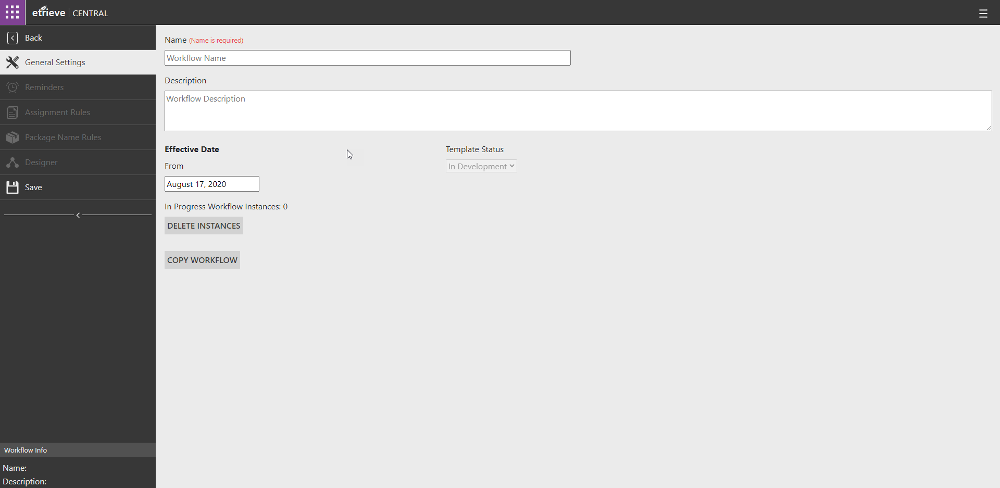 etrieve | CENTRAL
Back
General Settings
Reminders
Assignment Rules
Package Name Rules
Designer
Save
Workflow Info
Name:
Description:
Name (Name is required)
Workflow Name
Description
Workflow Description
Effective Date
From
August 17, 2020
Template Status
In Development
In Progress Workflow Instances: 0
DELETE INSTANCES
COPY WORKFLOW